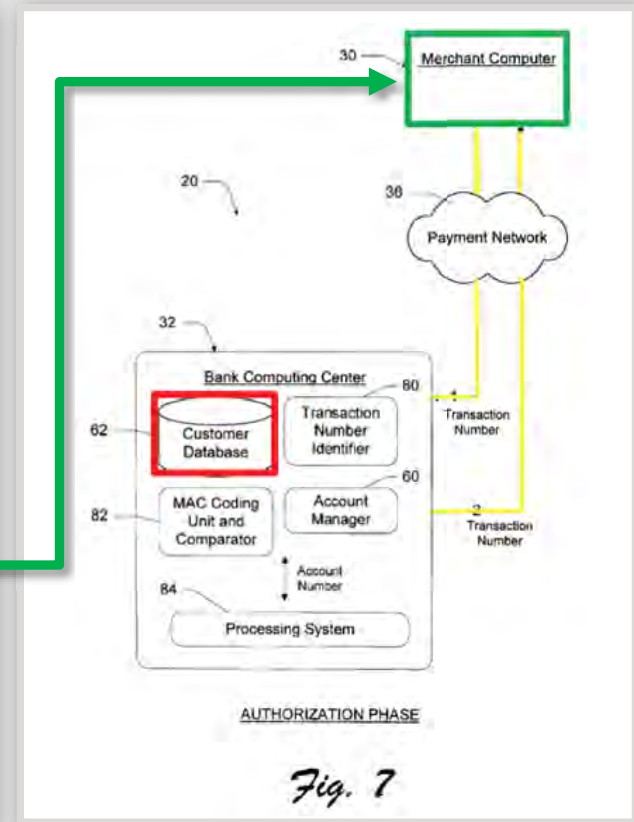 30
Merchant Computer
20
36
Payment Network
32
Bank Computing Center
80
1
Transaction
Number
62
Customer
Database
Transaction
Number
Identifier
60
82
MAC Coding
Unit and
Comparator
Account
Manager
2
Transaction
Number
Account
Number
84
Processing System
AUTHORIZATION PHASE
Fig. 7